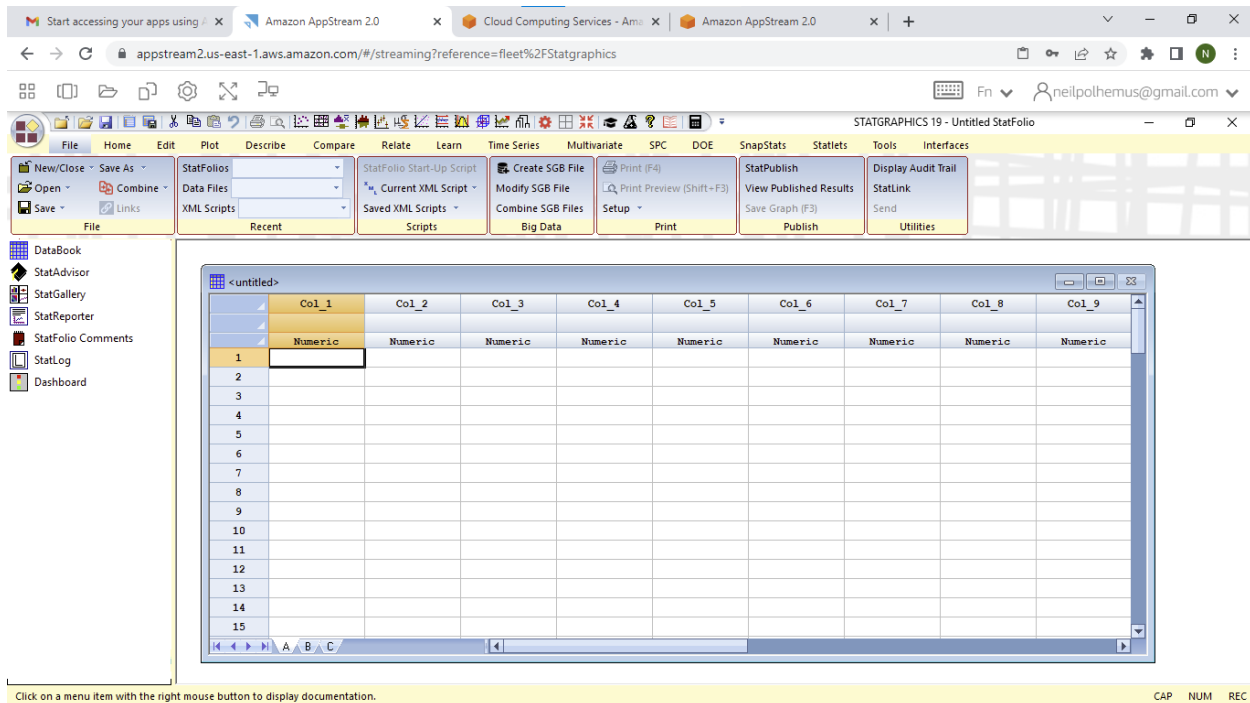 Start accessing your apps using
Amazon AppStream 2.0
Cloud Computing Services - Ama
Amazon AppStream 2.0
appstream2.us-east-1.aws.amazon.com/#/streaming?reference=fleet%2FStatgraphics
N
Fn
neilpolhemus@gmail.com
STATGRAPHICS 19 - Untitled StatFolio
File Home Edit Plot Describe Compare Relate Learn Time Series Multivariate SPC DOE SnapStats Statlets Tools Interfaces
New/Close Save As
Open Combine
Save Links
File
StatFolios
Data Files
XML Scripts
Recent
StatFolio Start-Up Script
Current XML Script
Saved XML Scripts
Scripts
Create SGB File
Modify SGB File
Combine SGB Files
Big Data
Print (F4)
Print Preview (Shift+F3)
Setup
Print
StatPublish
View Published Results
Save Graph (F3)
Publish
Display Audit Trail
StatLink
Send
Utilities
DataBook
StatAdvisor
StatGallery
StatReporter
StatFolio Comments
StatLog
Dashboard
<untitled>
Col_1 Col_2 Col_3 Col_4 Col_5 Col_6 Col_7 Col_8 Col_9
Numeric Numeric Numeric Numeric Numeric Numeric Numeric Numeric Numeric
1
2
3
4
5
6
7
8
9
10
11
12
13
14
15
A B C
Click on a menu item with the right mouse button to display documentation.
CAP NUM REC